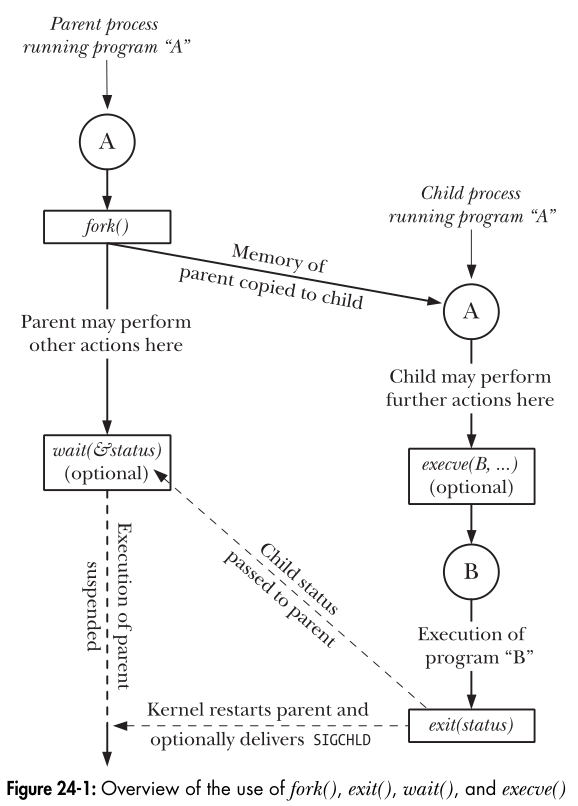 Parent process
running program “A”
A
fork()
Child process
running program “A”
Memory of
parent copied to child
A
Parent may perform
other actions here
Child may perform
further actions here
wait(&status)
(optional)
execve(B, ...)
(optional)
B
Execution of parent
suspended
Child status
passed to parent
Execution of
program “B”
Kernel restarts parent and
optionally delivers SIGCHLD
exit(status)
Figure 24-1: Overview of the use of fork(), exit(), wait(), and execve()